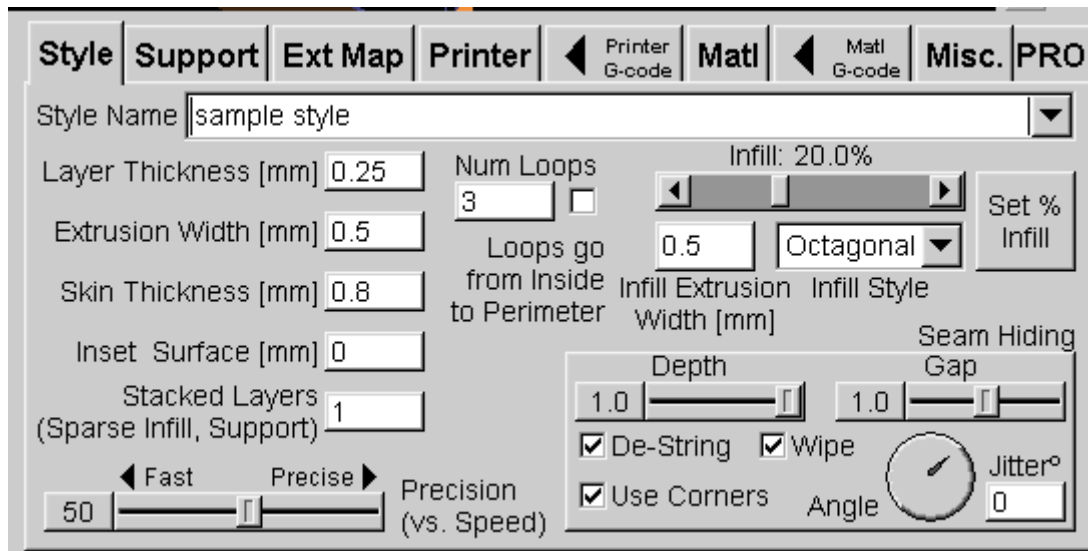 Style Support Ext Map Printer Printer G-code Matl Matl G-code Misc. PRO
Style Name sample style
Layer Thickness [mm] 0.25
Extrusion Width [mm] 0.5
Skin Thickness [mm] 0.8
Inset Surface [mm] 0
Stacked Layers
(Sparse Infill, Support) 1
Fast Precise
50
Precision
(vs. Speed)
Num Loops
3
Loops go
from Inside
to Perimeter
Infill: 20.0%
0.5 Octagonal
Infill Extrusion
Width [mm]
Infill Style
Set %
Infill
Seam Hiding
Depth Gap
1.0 1.0
De-String Wipe
Use Corners
Angle
Jitterº
0